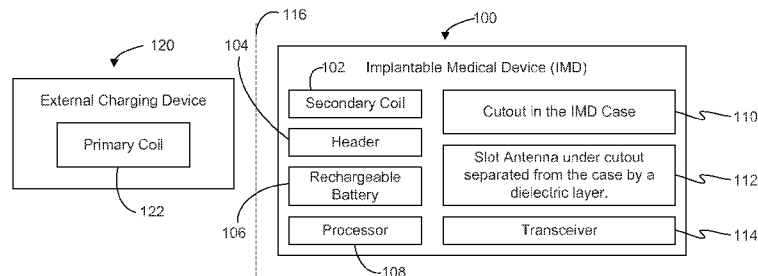 116
120
100
104
102
Implantable Medical Device (IMD)
External Charging Device
Primary Coil
Secondary Coil
Cutout in the IMD Case
110
Header
Rechargeable
Battery
Slot Antenna under cutout
separated from the case by a
dielectric layer.
112
122
106
Processor
Transceiver
114
108